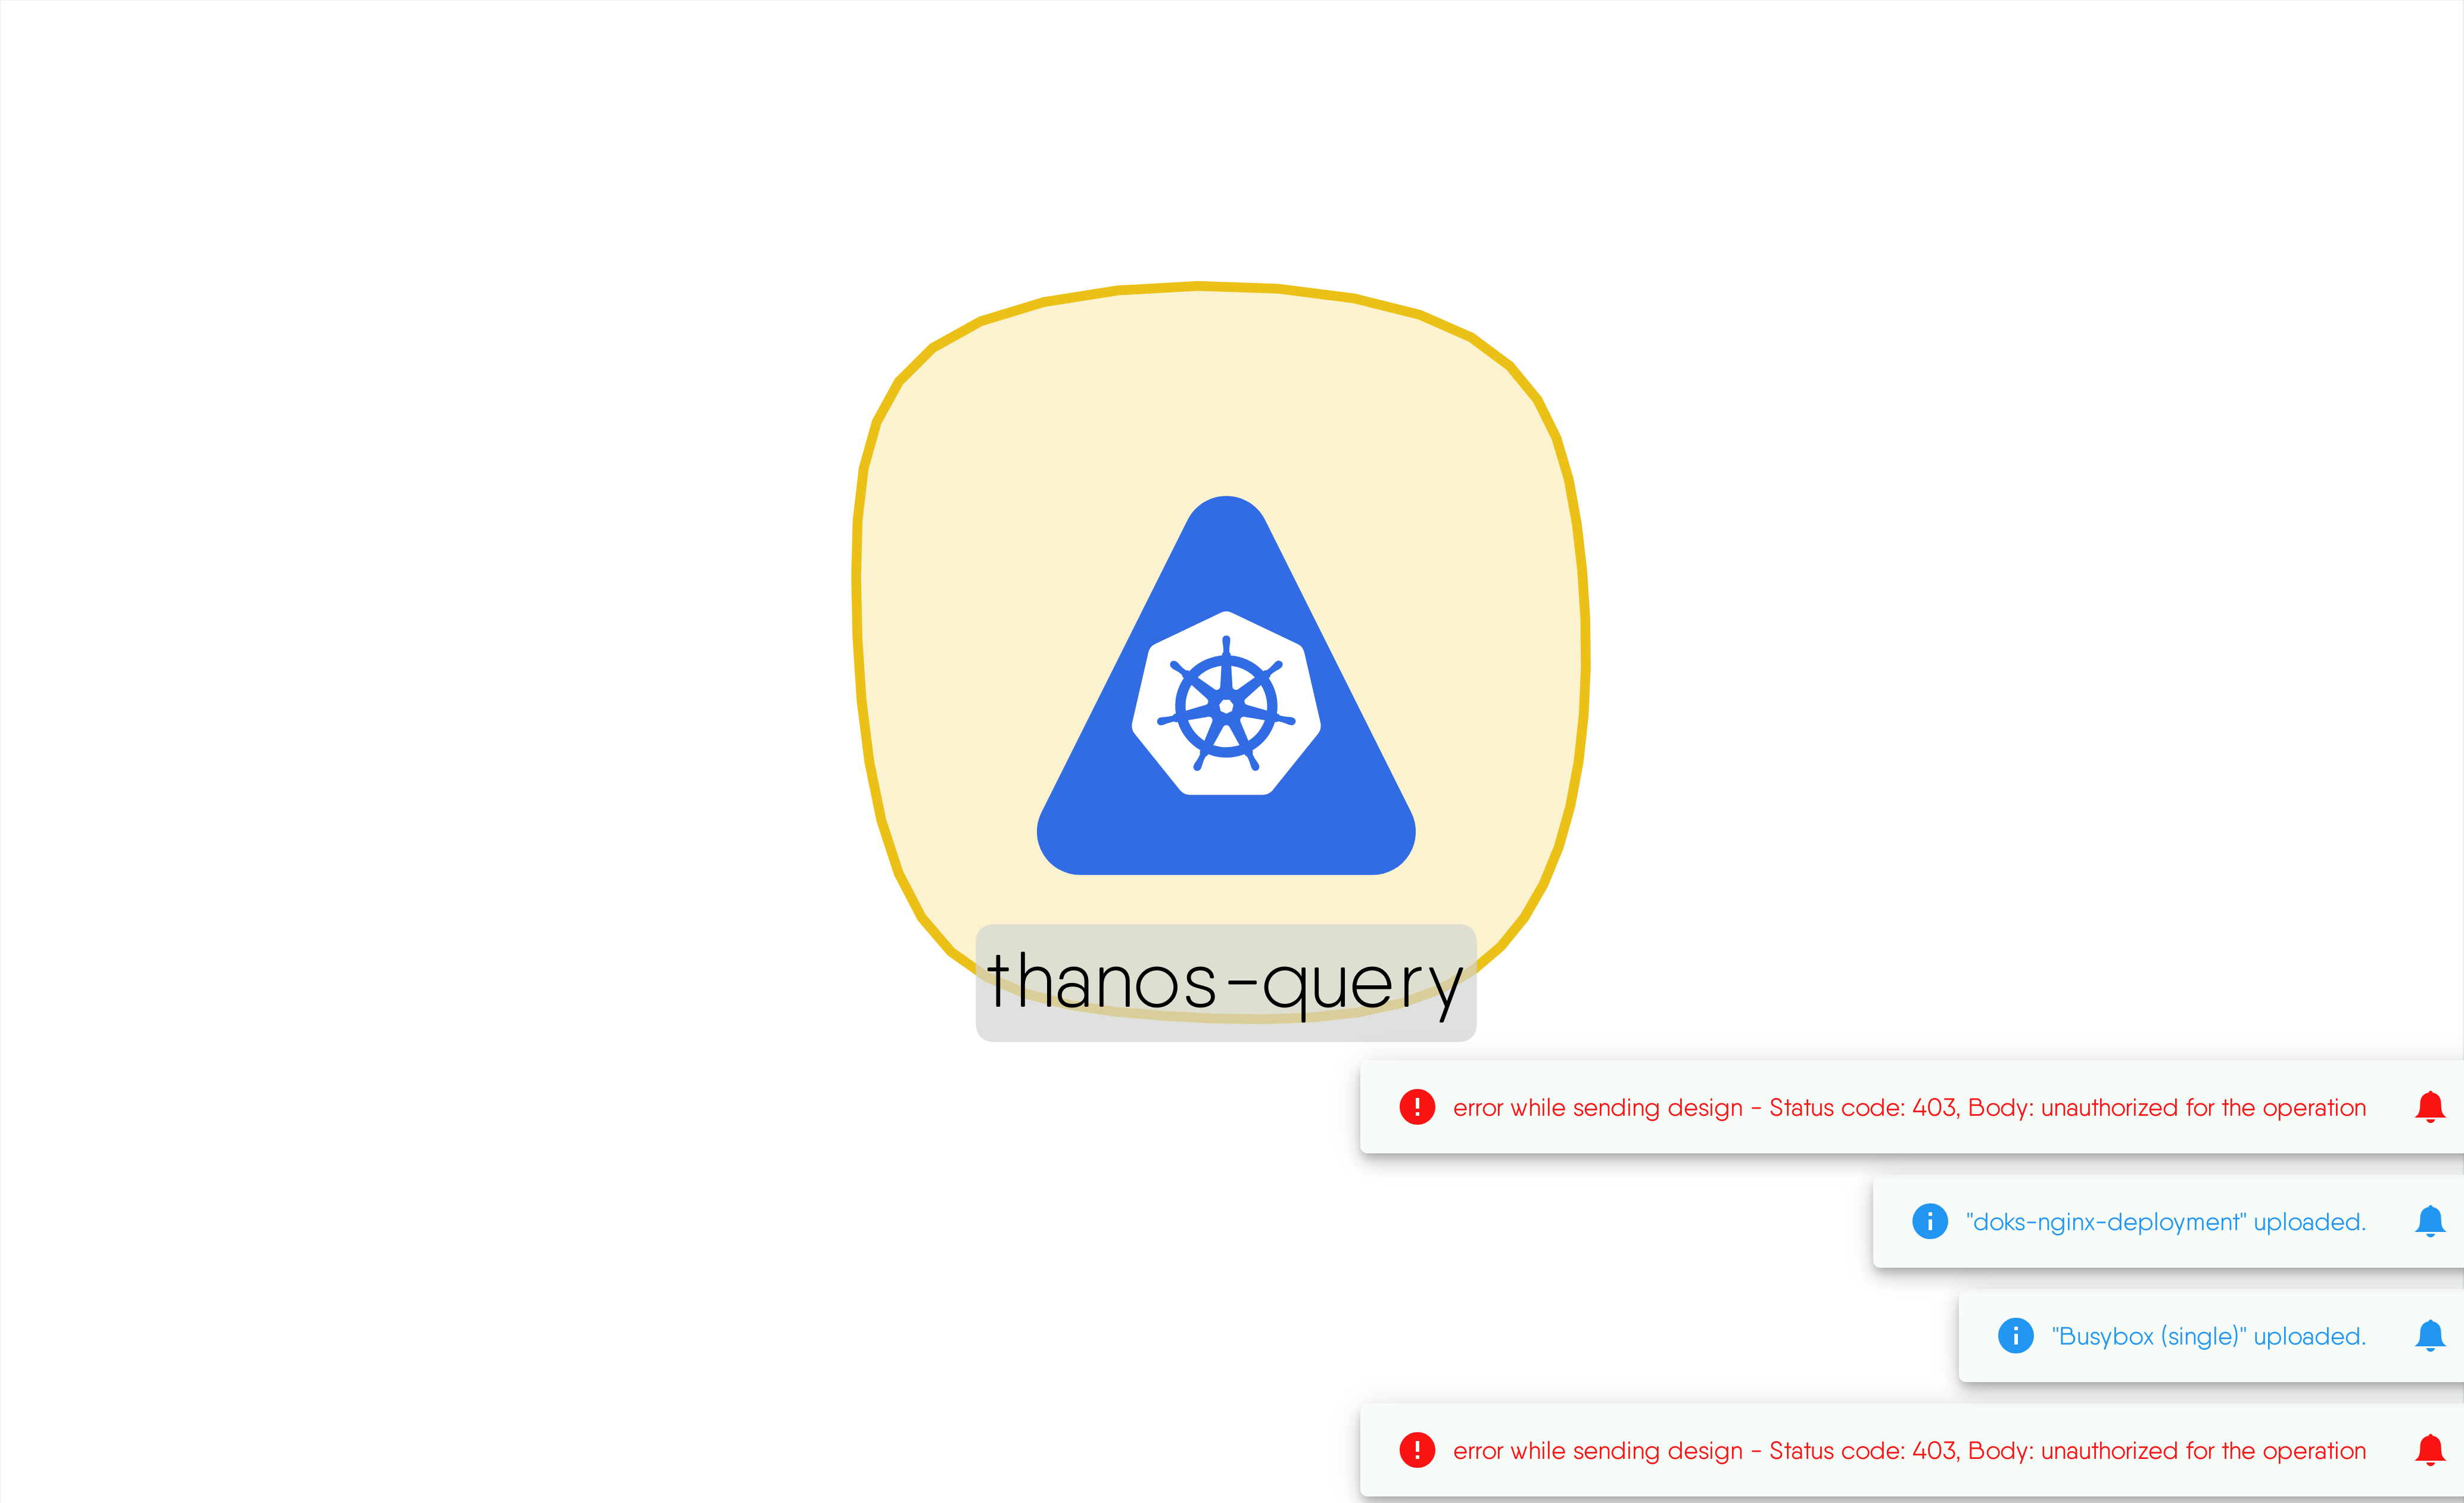 thanos-query
error while sending design - Status code: 403, Body: unauthorized for the operation
"doks-nginx-deployment" uploaded.
"Busybox (single)" uploaded.
error while sending design - Status code: 403, Body: unauthorized for the operation